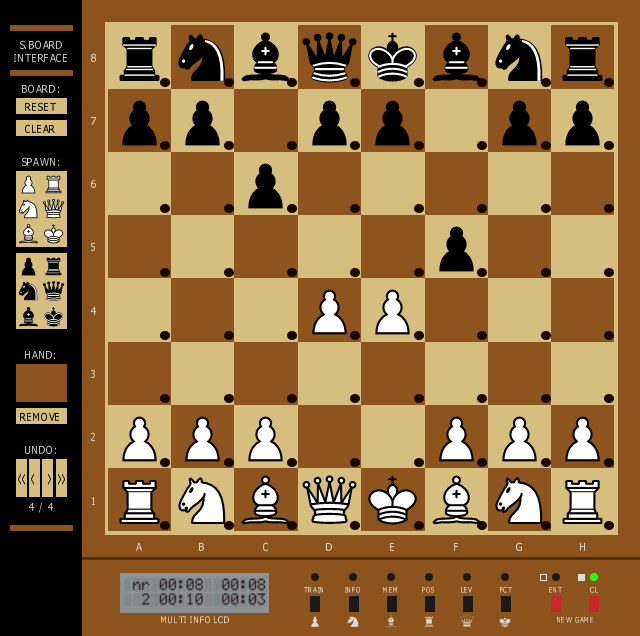 S.BOARD
INTERFACE
BOARD:
RESET
CLEAR
SPAWN:
HAND:
REMOVE
UNDO:
<< < > >>
4 / 4
8
7
6
5
4
3
2
1
A B C D E F G H
nr 00:08 00:08
2 00:10 00:03
MULTI INFO LCD
TRAIN INFO MEM POS LEV FCT ENT CL
NEW GAME